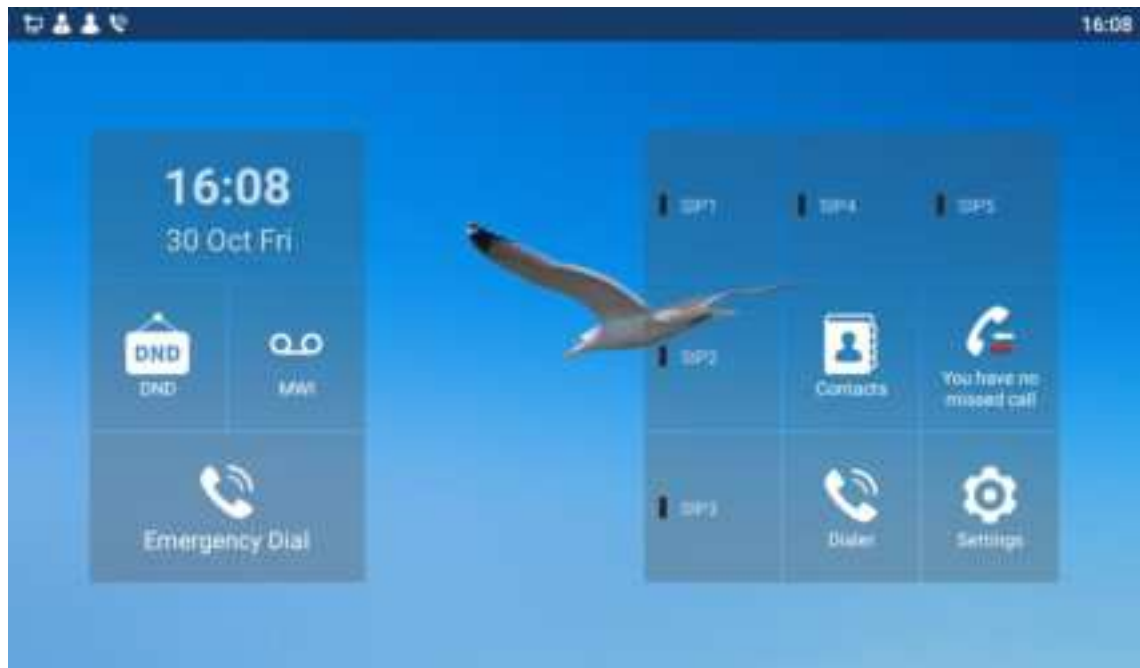 16:08
16:08
30 Oct Fri
DND
DND
MWI
Emergency Dial
SIP1
SIP4
SIP5
SIP2
Contacts
You have no
missed call
SIP3
Dialer
Settings